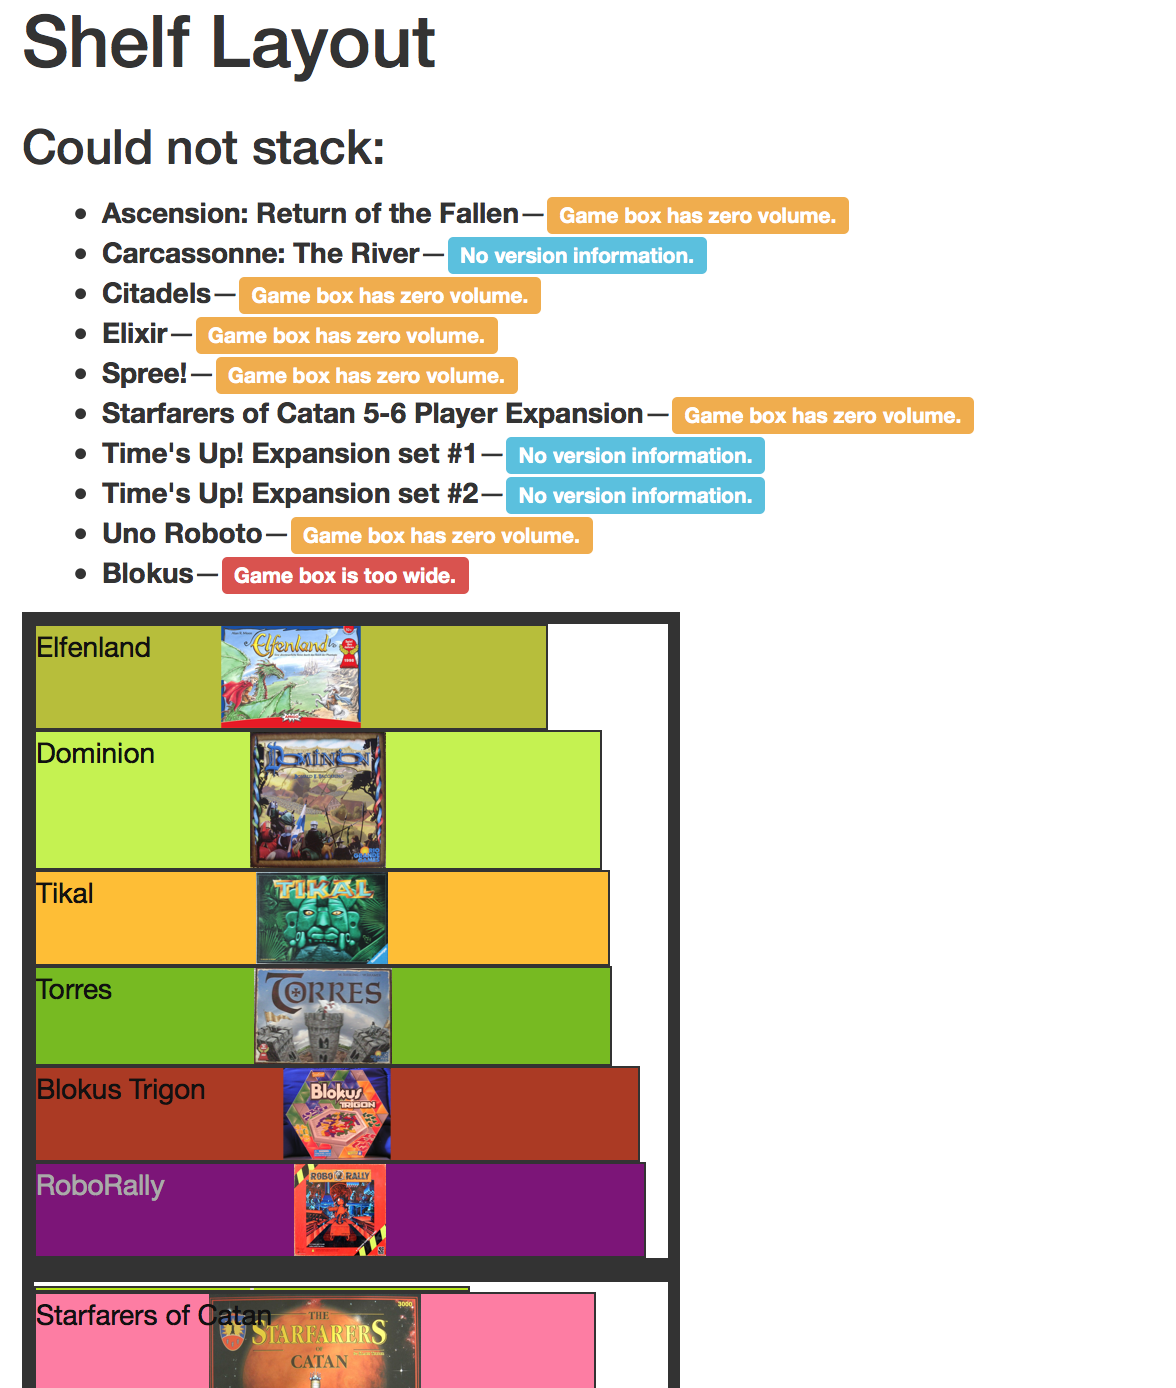 Shelf Layout
Could not stack:
Ascension: Return of the Fallen — Game box has zero volume.
Carcassonne: The River — No version information.
Citadels — Game box has zero volume.
Elixir — Game box has zero volume.
Spree! — Game box has zero volume.
Starfarers of Catan 5-6 Player Expansion — Game box has zero volume.
Time's Up! Expansion set #1 — No version information.
Time's Up! Expansion set #2 — No version information.
Uno Roboto — Game box has zero volume.
Blokus — Game box is too wide.
Elfenland
Elfenland
Dominion
DOMINION
Tikal
TIKAL
Torres
TORRES
Blokus Trigon
Blokus
TRIGON
RoboRally
ROBO RALLY
Starfarers of Catan
THE
STARFARERS
OF
CATAN